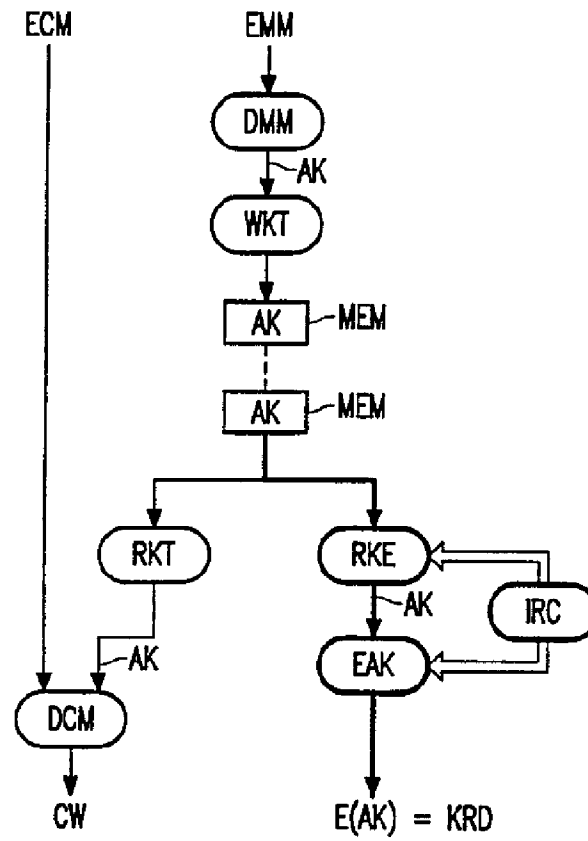 ECM
EMM
DMM
AK
WKT
AK
MEM
AK
MEM
RKT
RKE
IRC
AK
AK
EAK
DCM
CW
E(AK) = KRD